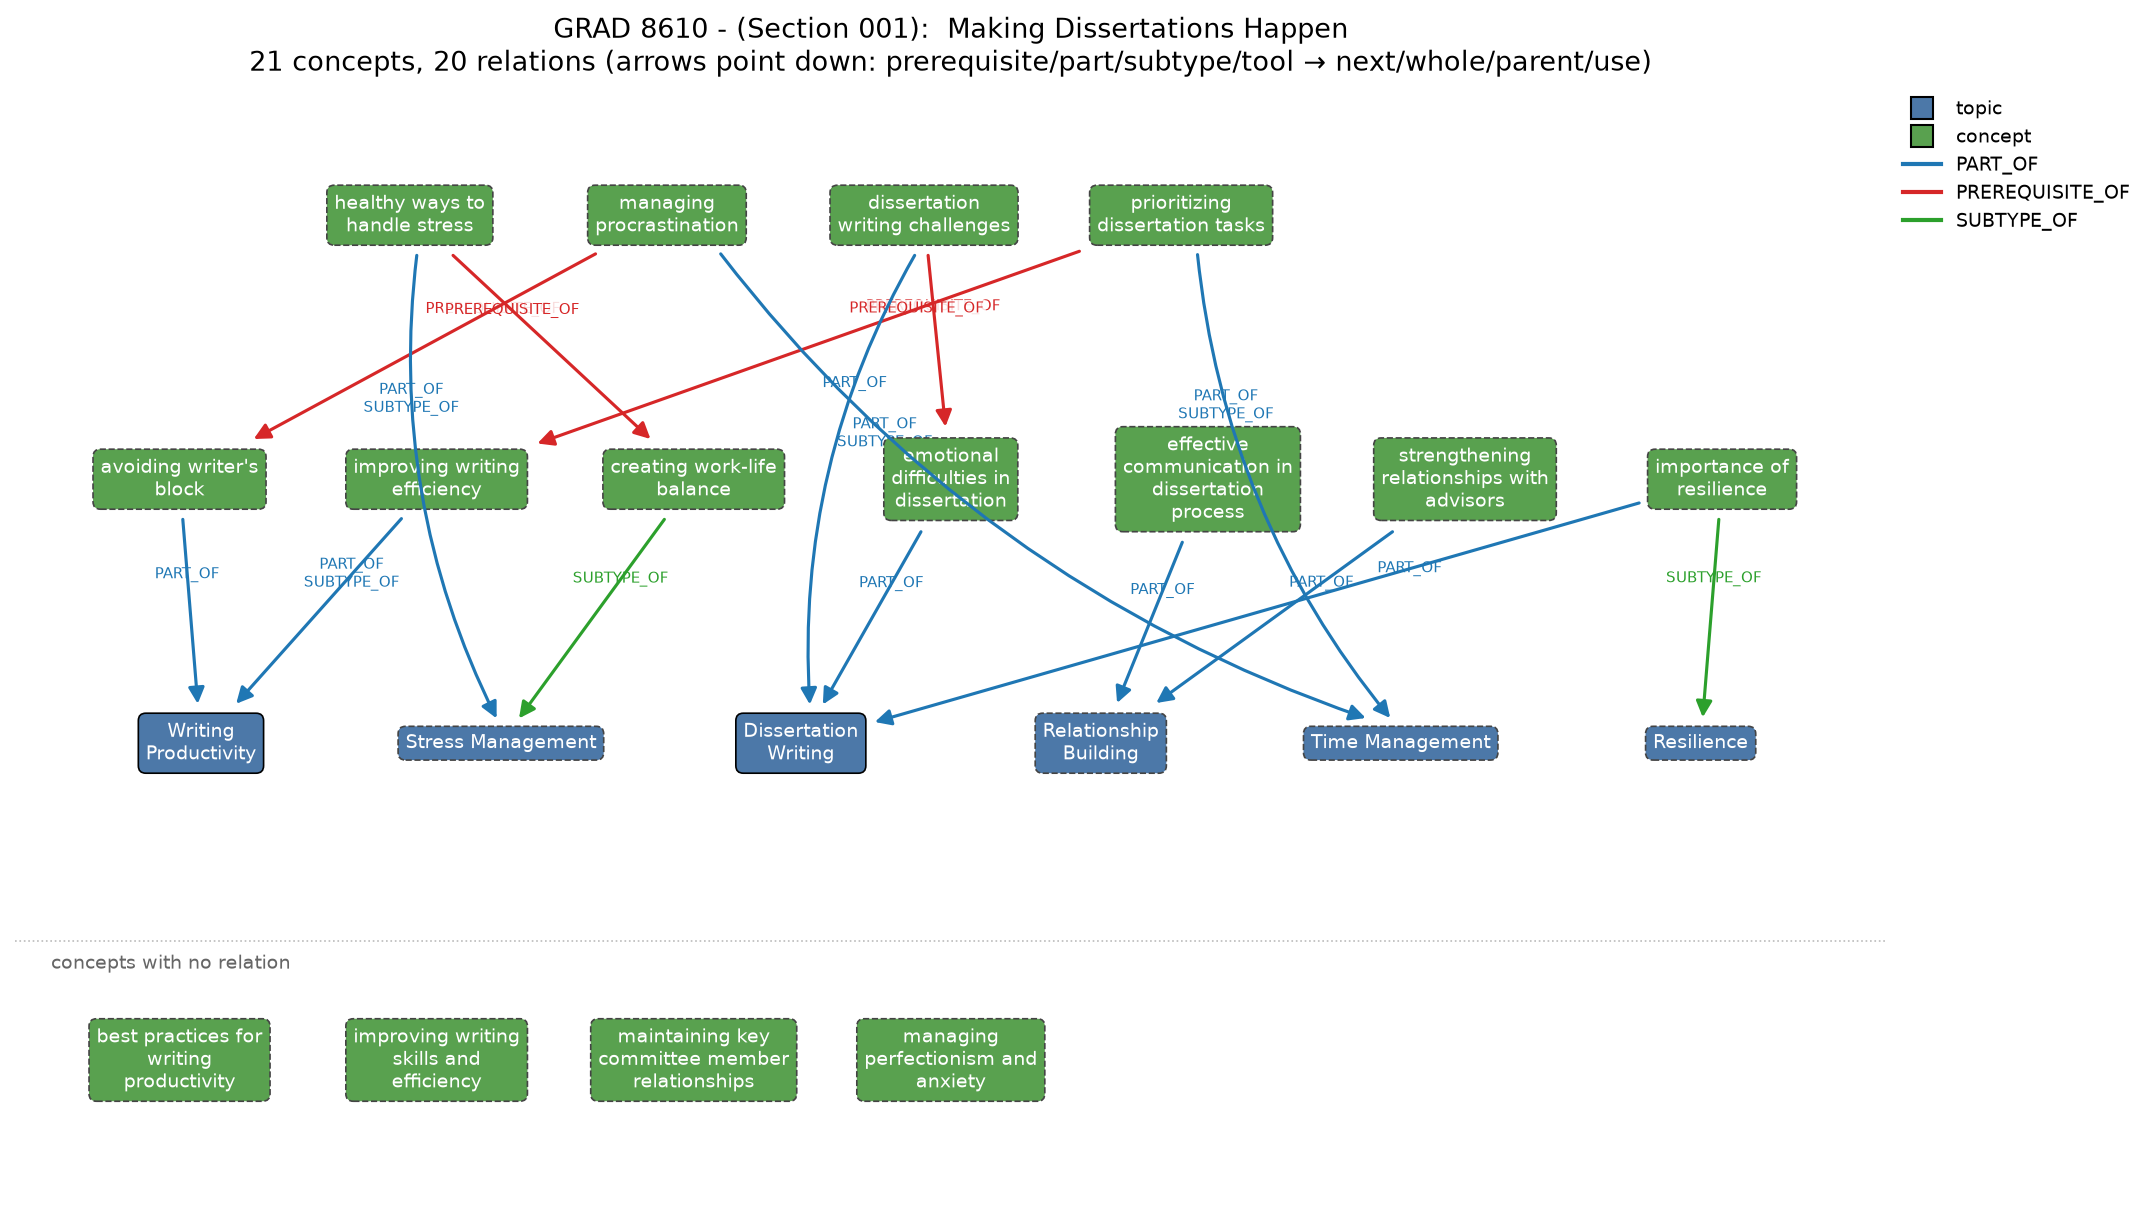 GRAD 8610 - (Section 001):  Making Dissertations Happen
21 concepts, 20 relations (arrows point down: prerequisite/part/subtype/tool → next/whole/parent/use)
topic
concept
PART_OF
PREREQUISITE_OF
SUBTYPE_OF
healthy ways to
handle stress
managing
procrastination
dissertation
writing challenges
prioritizing
dissertation tasks
PREREQUISITE_OF
PREREQUISITE_OF
PART_OF
SUBTYPE_OF
PART_OF
PART_OF
SUBTYPE_OF
PART_OF
SUBTYPE_OF
avoiding writer's
block
improving writing
efficiency
creating work-life
balance
emotional
difficulties in
dissertation
effective
communication in
dissertation
process
strengthening
relationships with
advisors
importance of
resilience
PART_OF
PART_OF
SUBTYPE_OF
SUBTYPE_OF
PART_OF
PART_OF
PART_OF
PART_OF
SUBTYPE_OF
Writing
Productivity
Stress Management
Dissertation
Writing
Relationship
Building
Time Management
Resilience
concepts with no relation
best practices for
writing
productivity
improving writing
skills and
efficiency
maintaining key
committee member
relationships
managing
perfectionism and
anxiety